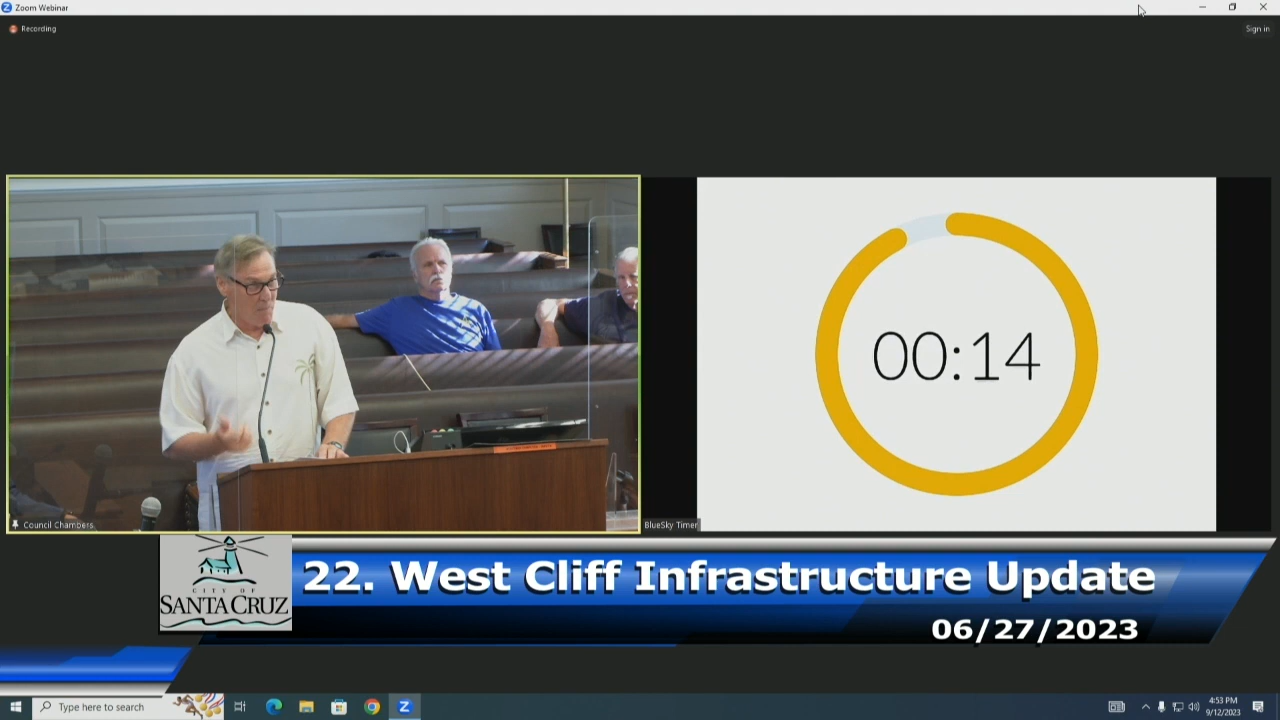 Zoom Webinar
Recording
Sign in
00:14
Council Chambers
BlueSky Timer
CITY OF
SANTA CRUZ
22. West Cliff Infrastructure Update
06/27/2023
Type here to search
4:53 PM
9/12/2023